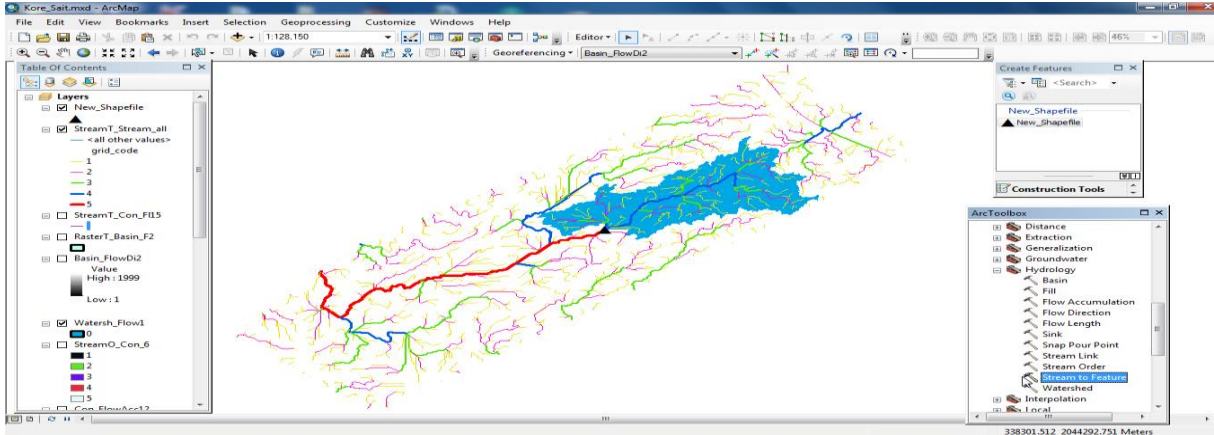 Kore_Sait.mxd - ArcMap
File Edit View Bookmarks Insert Selection Geoprocessing Customize Windows Help
1:128.150 Editor
Georeferencing Basin_FlowDi2 46%
Table Of Contents
Layers
New_Shapefile
StreamT_Stream_all
<all other values>
grid_code
1
2
3
4
5
StreamT_Con_Fl15
RasterT_Basin_F2
Basin_FlowDi2
Value
High : 1999
Low : 1
Watersh_Flow1
0
StreamO_Con_6
1
2
3
4
5
Con_FlowAcc12
Create Features
<Search>
New_Shapefile
New_Shapefile
Construction Tools
ArcToolbox
Distance
Extraction
Generalization
Groundwater
Hydrology
Basin
Fill
Flow Accumulation
Flow Direction
Flow Length
Sink
Snap Pour Point
Stream Link
Stream Order
Stream to Feature
Watershed
Interpolation
Local
338301.512 2044292.751 Meters